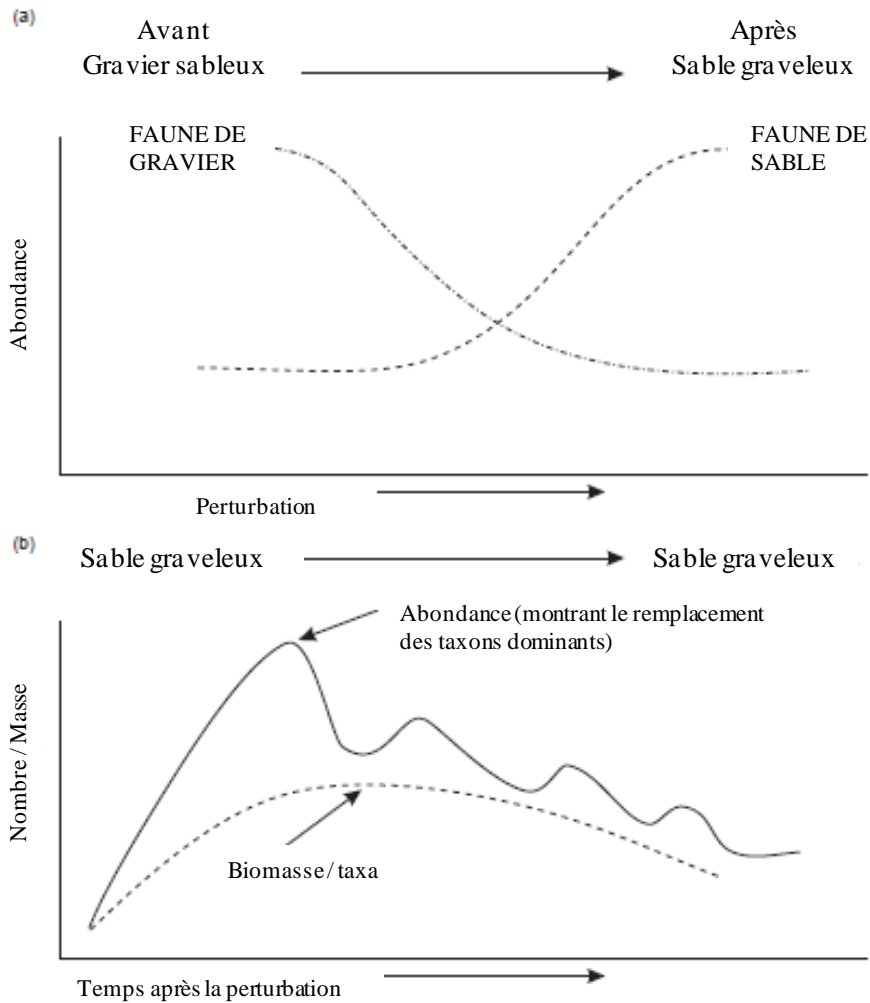 (a)
Avant
Gravier sableux
Après
Sable graveleux
FAUNE DE
GRAVIER
FAUNE DE
SABLE
Abondance
Perturbation
(b)
Sable graveleux
Sable graveleux
Abondance (montrant le remplacement
des taxons dominants)
Nombre / Masse
Biomasse / taxa
Temps après la perturbation